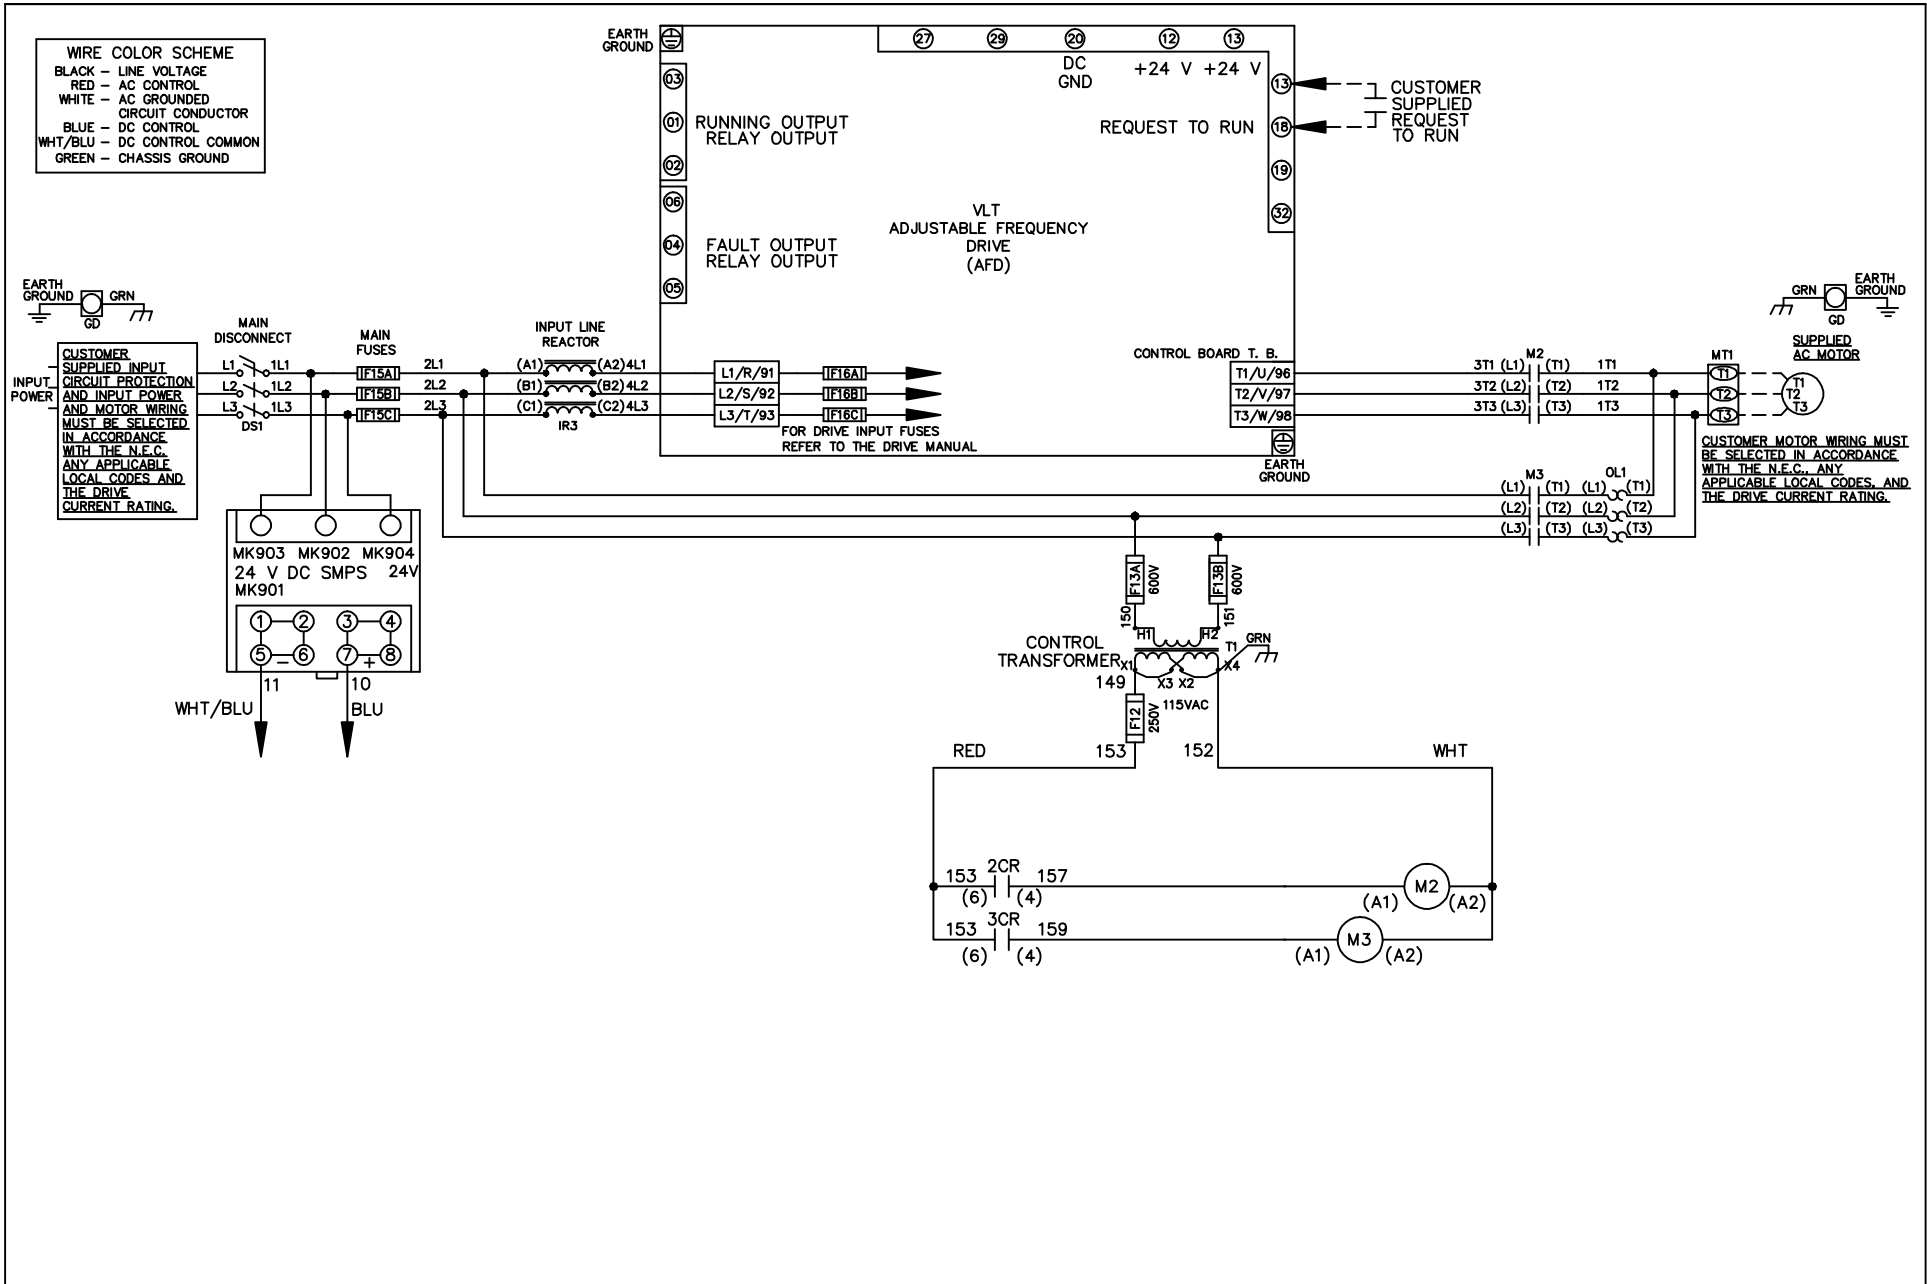 WIRE COLOR SCHEME
BLACK – LINE VOLTAGE
RED – AC CONTROL
WHITE – AC GROUNDED
CIRCUIT CONDUCTOR
BLUE – DC CONTROL
WHT/BLU – DC CONTROL COMMON
GREEN – CHASSIS GROUND
EARTH
GROUND
03
01
02
RUNNING OUTPUT
RELAY OUTPUT
06
04
05
FAULT OUTPUT
RELAY OUTPUT
27
29
20
12
13
DC
GND
+24 V
+24 V
13
18
19
32
REQUEST TO RUN
CUSTOMER
SUPPLIED
REQUEST
TO RUN
VLT
ADJUSTABLE FREQUENCY
DRIVE
(AFD)
EARTH
GROUND
GRN
GD
INPUT
POWER
CUSTOMER
SUPPLIED INPUT
CIRCUIT PROTECTION
AND INPUT POWER
AND MOTOR WIRING
MUST BE SELECTED
IN ACCORDANCE
WITH THE N.E.C.
ANY APPLICABLE
LOCAL CODES AND
THE DRIVE
CURRENT RATING.
MAIN
DISCONNECT
L1 1L1
L2 1L2
L3 1L3
DS1
MAIN
FUSES
F15A
F15B
F15C
2L1
2L2
2L3
INPUT LINE
REACTOR
(A1) (A2) 4L1
(B1) (B2) 4L2
(C1) (C2) 4L3
IR3
L1/R/91
L2/S/92
L3/T/93
F16A
F16B
F16C
FOR DRIVE INPUT FUSES
REFER TO THE DRIVE MANUAL
CONTROL BOARD T. B.
T1/U/96
T2/V/97
T3/W/98
EARTH
GROUND
M2
3T1 (L1) (T1) 1T1
3T2 (L2) (T2) 1T2
3T3 (L3) (T3) 1T3
MT1
T1
T2
T3
GRN
GD
EARTH
GROUND
SUPPLIED
AC MOTOR
T1
T2
T3
CUSTOMER MOTOR WIRING MUST
BE SELECTED IN ACCORDANCE
WITH THE N.E.C., ANY
APPLICABLE LOCAL CODES, AND
THE DRIVE CURRENT RATING.
M3 OL1
(L1) (T1) (L1) (T1)
(L2) (T2) (L2) (T2)
(L3) (T3) (L3) (T3)
MK903 MK902 MK904
24 V DC SMPS 24V
MK901
1 2 3 4
5 – 6 7 + 8
11
10
WHT/BLU
BLU
F13A
600V
F13B
600V
150
151
H1
H2
CONTROL
TRANSFORMER
T1
GRN
X1
X3 X2
X4
149
F12
250V
115VAC
RED
153
152
WHT
153 2CR 157
(6) (4)
M2
(A1) (A2)
153 3CR 159
(6) (4)
M3
(A1) (A2)